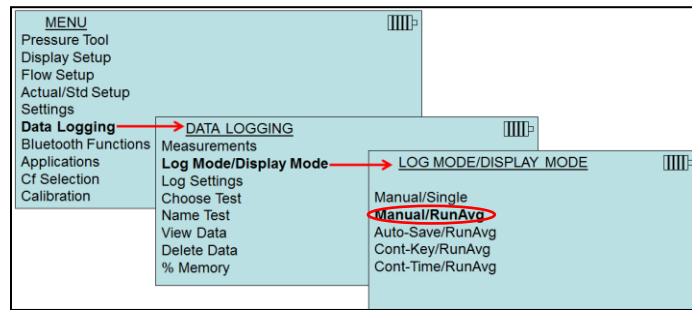 MENU
Pressure Tool
Display Setup
Flow Setup
Actual/Std Setup
Settings
Data Logging
Bluetooth Functions
Applications
Cf Selection
Calibration
DATA LOGGING
Measurements
Log Mode/Display Mode
Log Settings
Choose Test
Name Test
View Data
Delete Data
% Memory
LOG MODE/DISPLAY MODE
Manual/Single
Manual/RunAvg
Auto-Save/RunAvg
Cont-Key/RunAvg
Cont-Time/RunAvg